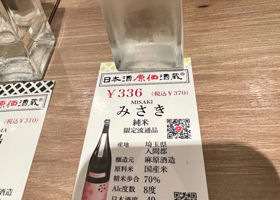 日本酒原価酒蔵
¥336 (税込¥370)
MISAKI
みさき
純米
限定流通品
産地 埼玉県
入間郡
醸造元 麻原酒造
原料米 国産米
精米歩合 70%
Alc度数 8度
日本酒度 -49
酒蔵
(税込¥370)